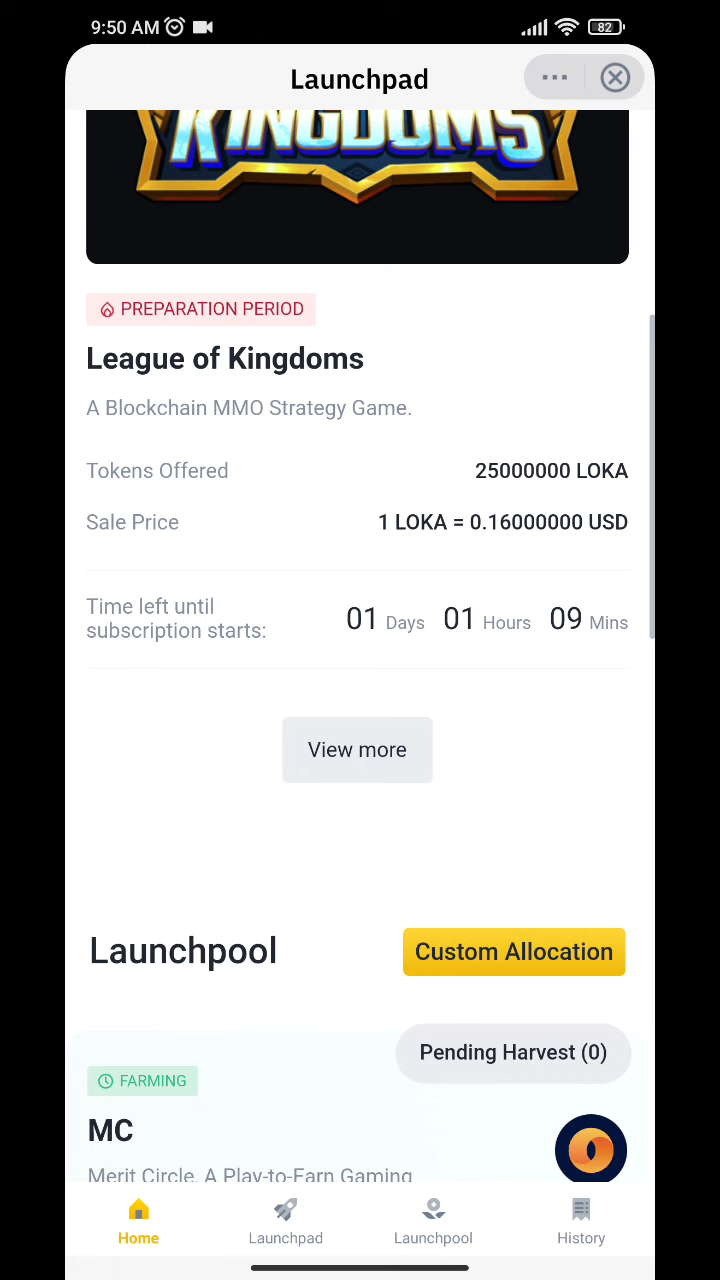 9:50 AM
82
Launchpad
KINGDOMS
PREPARATION PERIOD
League of Kingdoms
A Blockchain MMO Strategy Game.
Tokens Offered
25000000 LOKA
Sale Price
1 LOKA = 0.16000000 USD
Time left until
subscription starts:
01 Days 01 Hours 09 Mins
View more
Launchpool
Custom Allocation
Pending Harvest (0)
FARMING
MC
Merit Circle, A Play-to-Earn Gaming
Home
Launchpad
Launchpool
History